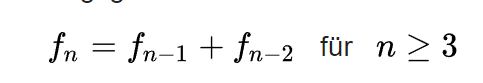 fₙ = fₙ₋₁ + fₙ₋₂ für n ≥ 3